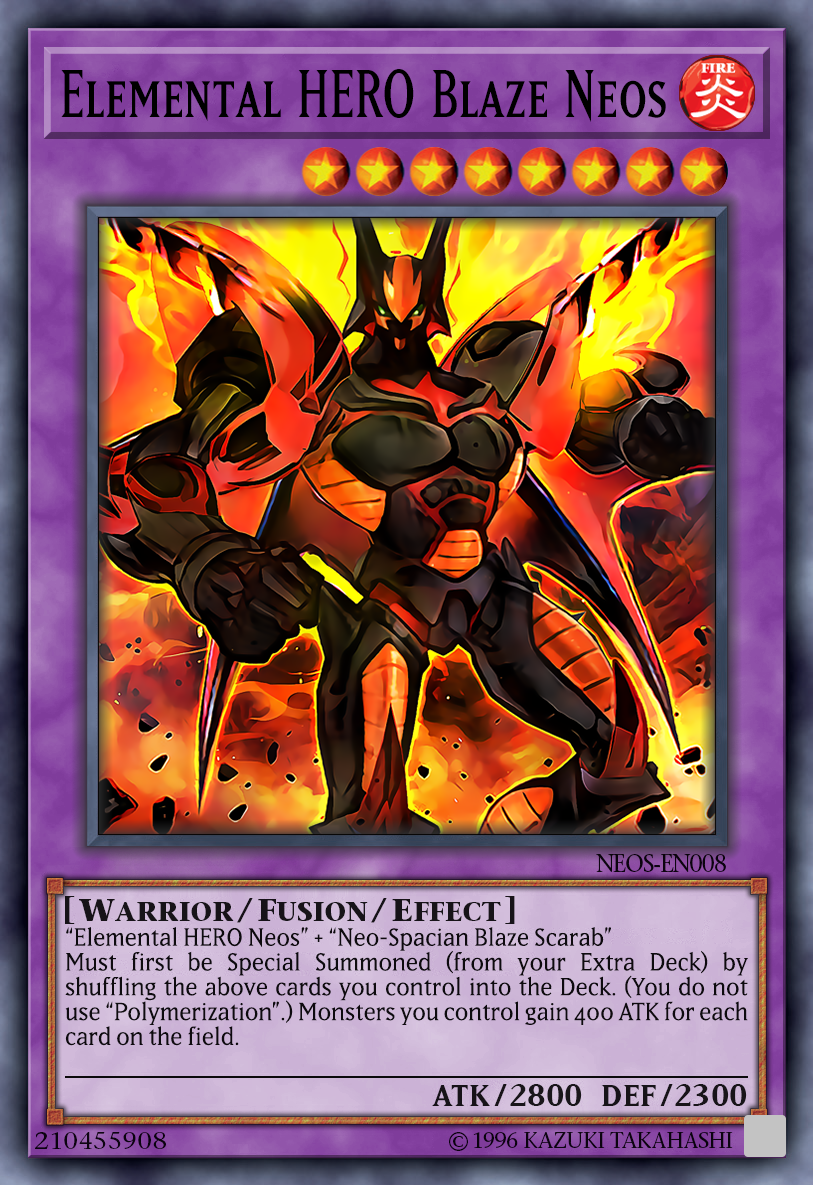 Elemental HERO Blaze Neos
FIRE
炎
NEOS-EN008
[Warrior/Fusion/Effect]
“Elemental HERO Neos” + “Neo-Spacian Blaze Scarab”
Must first be Special Summoned (from your Extra Deck) by
shuffling the above cards you control into the Deck. (You do not
use “Polymerization”.) Monsters you control gain 400 ATK for each
card on the field.
ATK/2800 DEF/2300
210455908
© 1996 KAZUKI TAKAHASHI